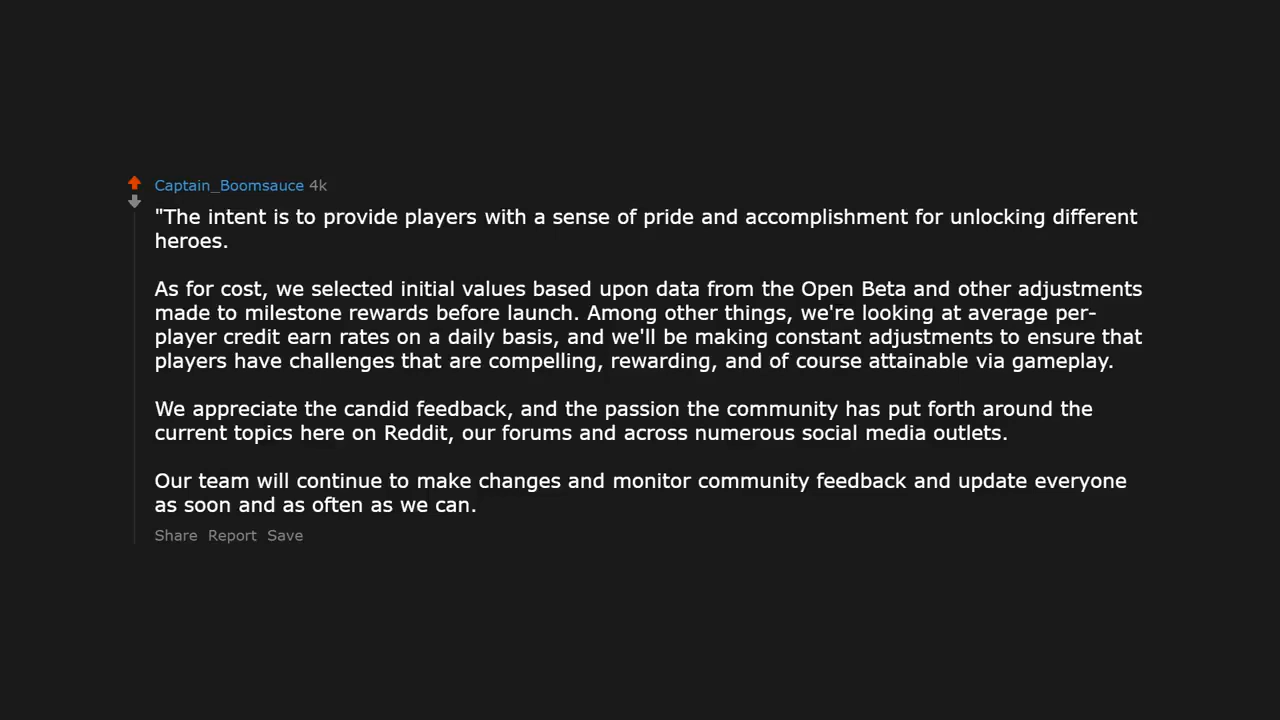 Captain_Boomsauce 4k
"The intent is to provide players with a sense of pride and accomplishment for unlocking different
heroes.
As for cost, we selected initial values based upon data from the Open Beta and other adjustments
made to milestone rewards before launch. Among other things, we're looking at average per-
player credit earn rates on a daily basis, and we'll be making constant adjustments to ensure that
players have challenges that are compelling, rewarding, and of course attainable via gameplay.
We appreciate the candid feedback, and the passion the community has put forth around the
current topics here on Reddit, our forums and across numerous social media outlets.
Our team will continue to make changes and monitor community feedback and update everyone
as soon and as often as we can.
Share Report Save